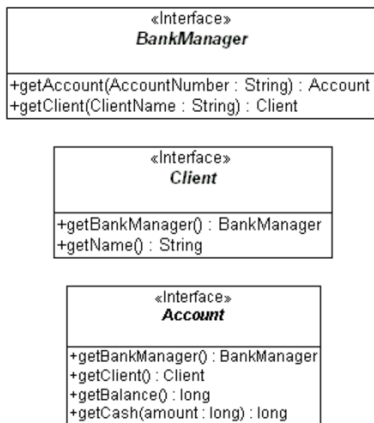 «Interface»
BankManager
+getAccount(AccountNumber : String) : Account
+getClient(ClientName : String) : Client
«Interface»
Client
+getBankManager() : BankManager
+getName() : String
«Interface»
Account
+getBankManager() : BankManager
+getClient() : Client
+getBalance() : long
+getCash(amount : long) : long